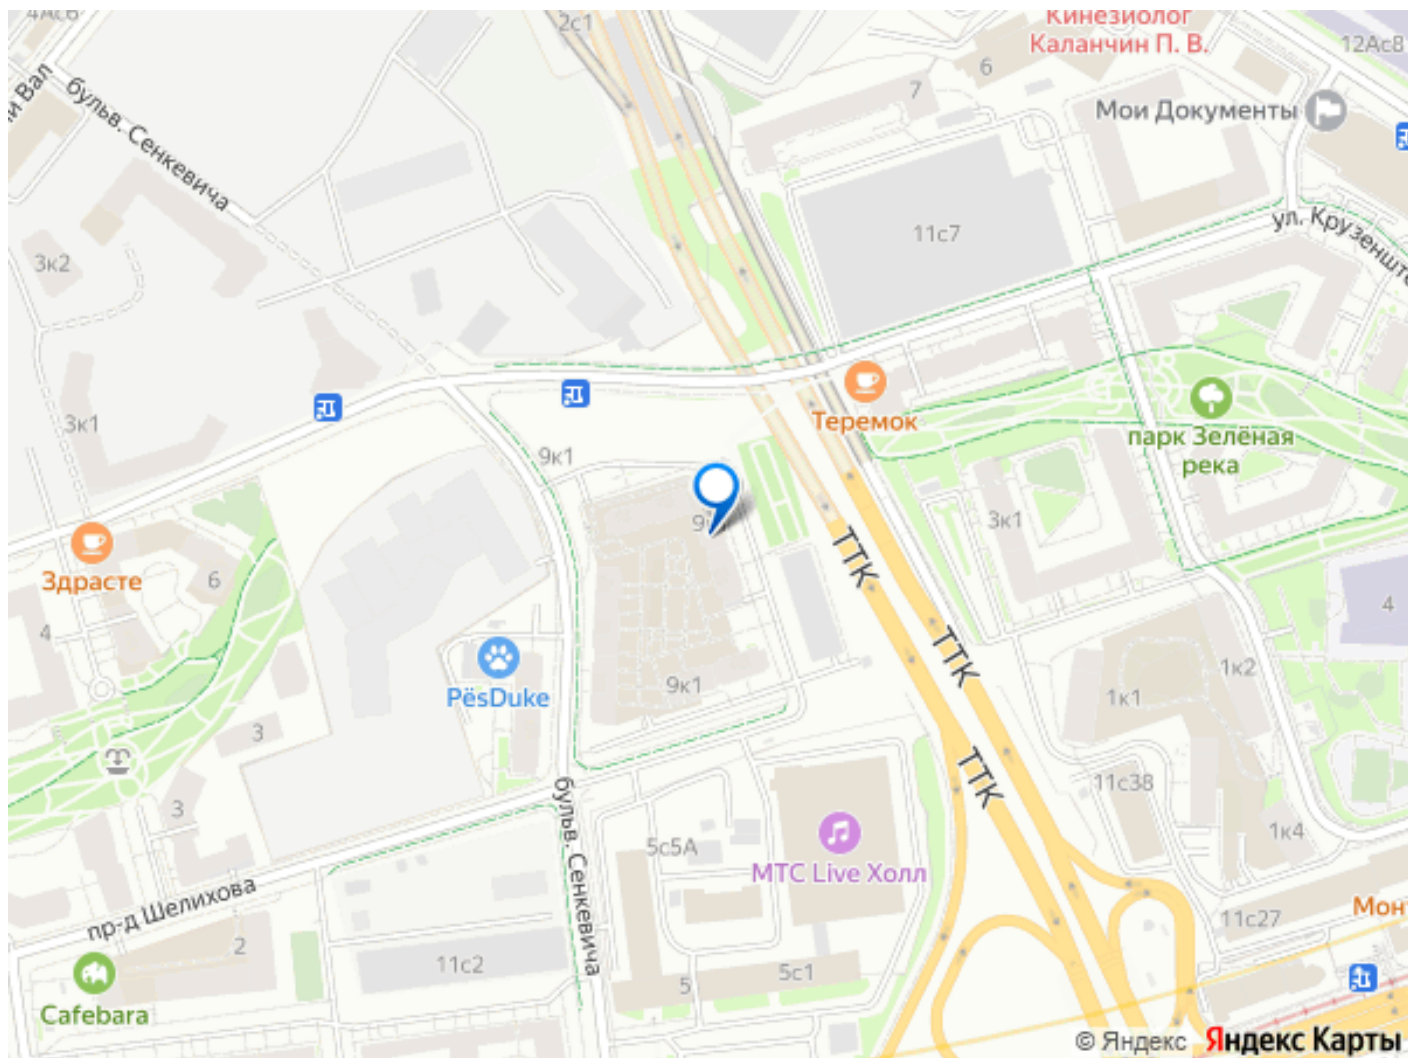 2с1
Кинезиолог
Каланчин П. В.
12Ас8
6
7
Мои Документы
бульв. Сенкевича
11с7
3к2
3к1
Теремок
парк Зелёная
река
9к1
3к1
ТТК
Здрасте
6
4
4
PёsDuke
9к1
ТТК
1к2
1к1
3
3
ТТК
11с38
5с5А
МТС Live Холл
1к4
бульв. Сенкевича
пр-д Шелихова
2
11с2
5
5с1
11с27
Cafebara
© Яндекс Яндекс Карты